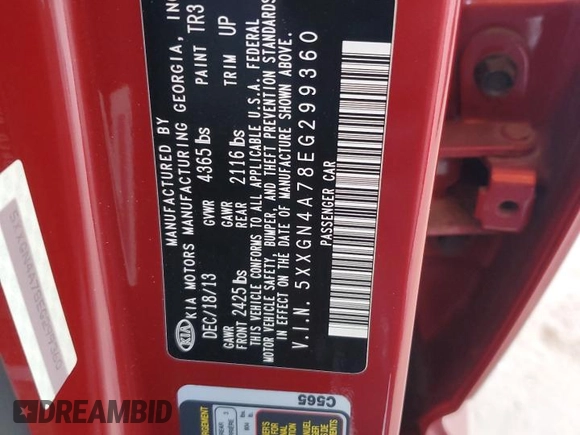 MANUFACTURED BY
KIA MOTORS MANUFACTURING GEORGIA, INC
DEC/18/13 GVWR 4365 lbs PAINT TR3
GAWR FRONT 2425 lbs GAWR REAR 2116 lbs TRIM UP
THIS VEHICLE CONFORMS TO ALL APPLICABLE U.S.A. FEDERAL
MOTOR VEHICLE SAFETY, BUMPER, AND THEFT PREVENTION STANDARDS
IN EFFECT ON THE DATE OF MANUFACTURE SHOWN ABOVE.
V.I.N. 5XXGN4A78EG299360
PASSENGER CAR
KIA
C565
DREAMBID